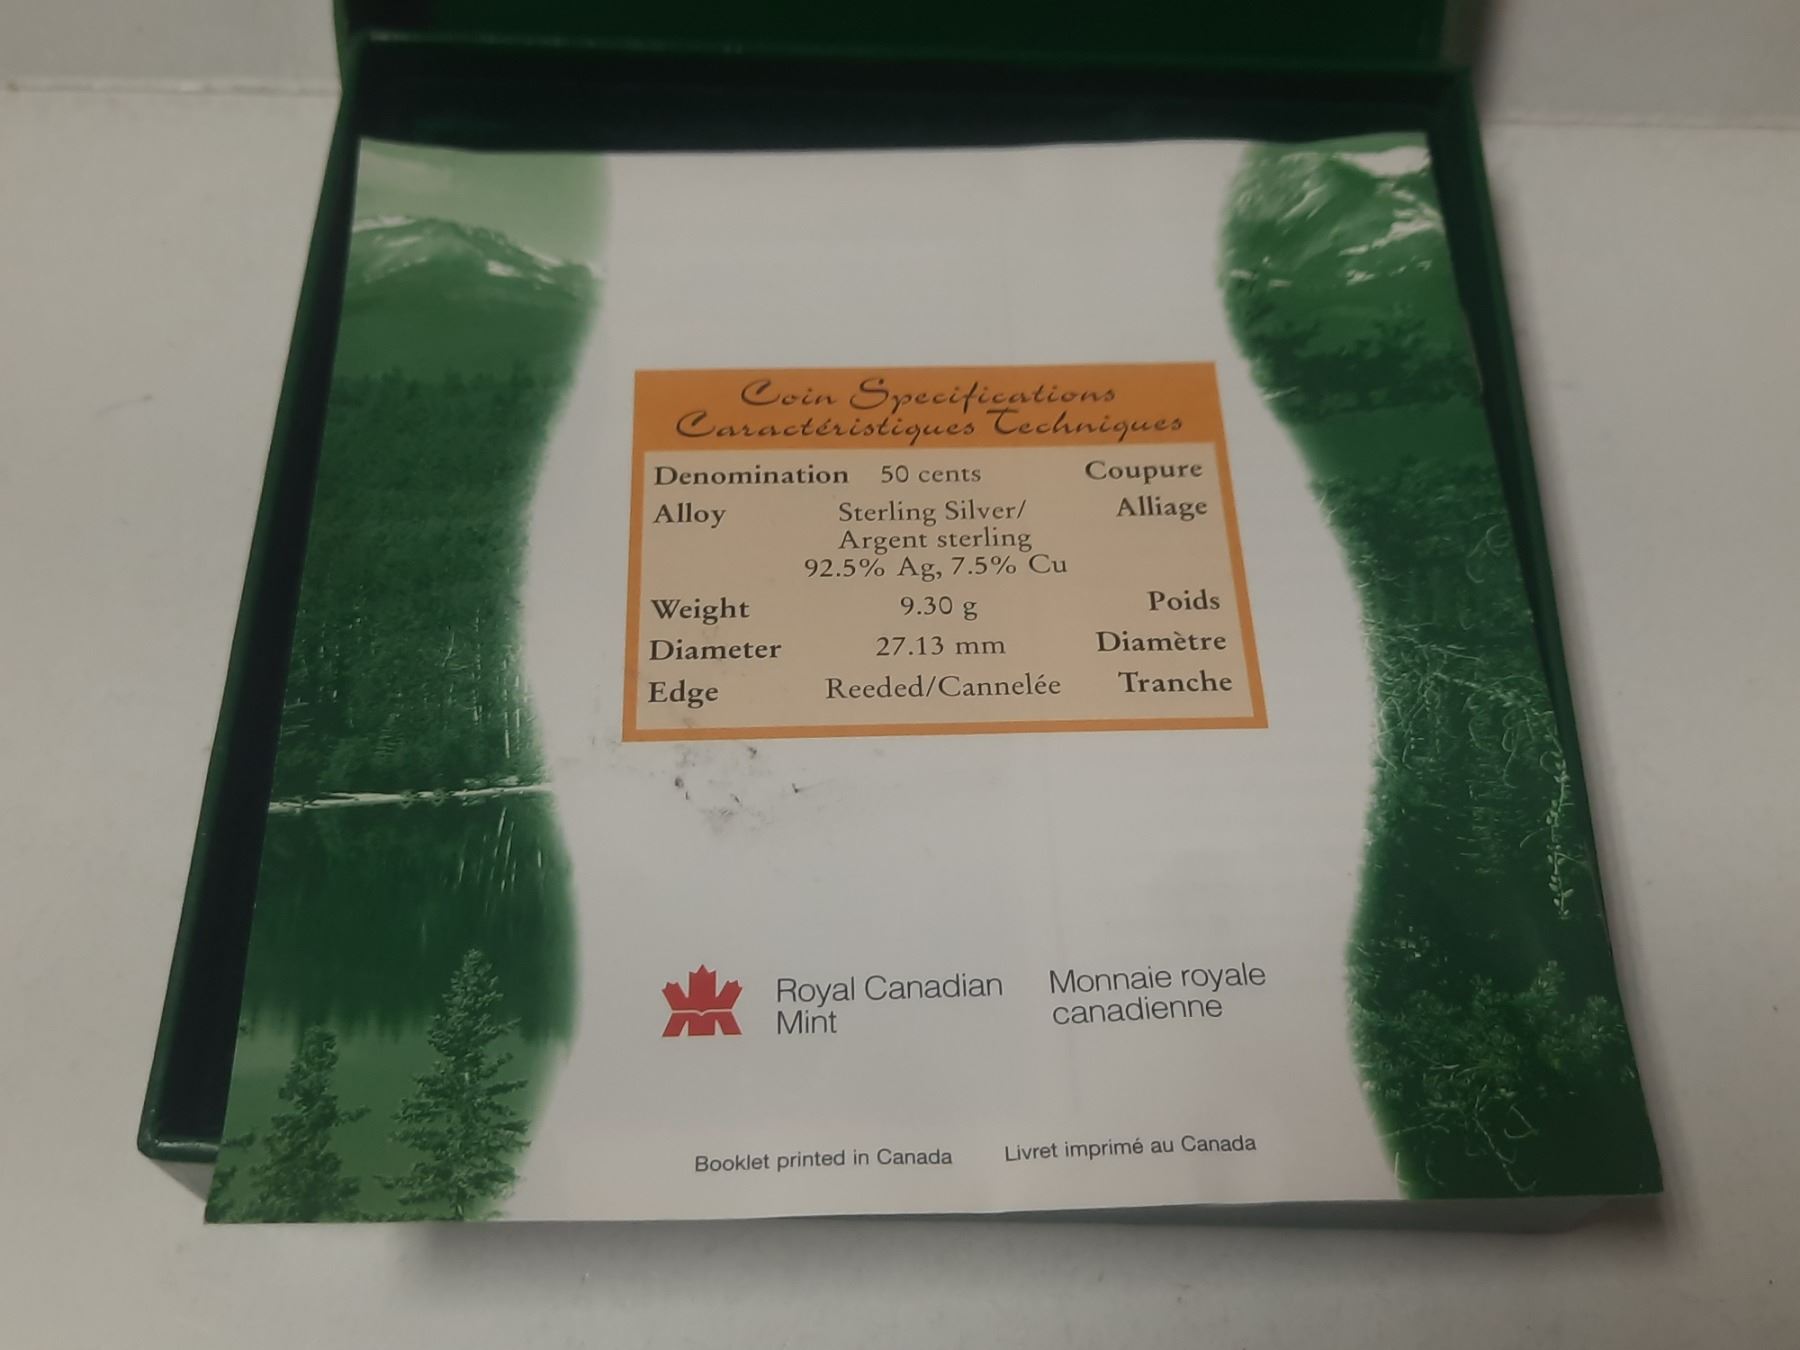 Coin Specifications
Caractéristiques Techniques
Denomination 50 cents Coupure
Alloy Sterling Silver/ Alliage
Argent sterling
92.5% Ag, 7.5% Cu
Weight 9.30 g Poids
Diameter 27.13 mm Diamètre
Edge Reeded/Cannelée Tranche
Royal Canadian Monnaie royale
Mint canadienne
Booklet printed in Canada Livret imprimé au Canada